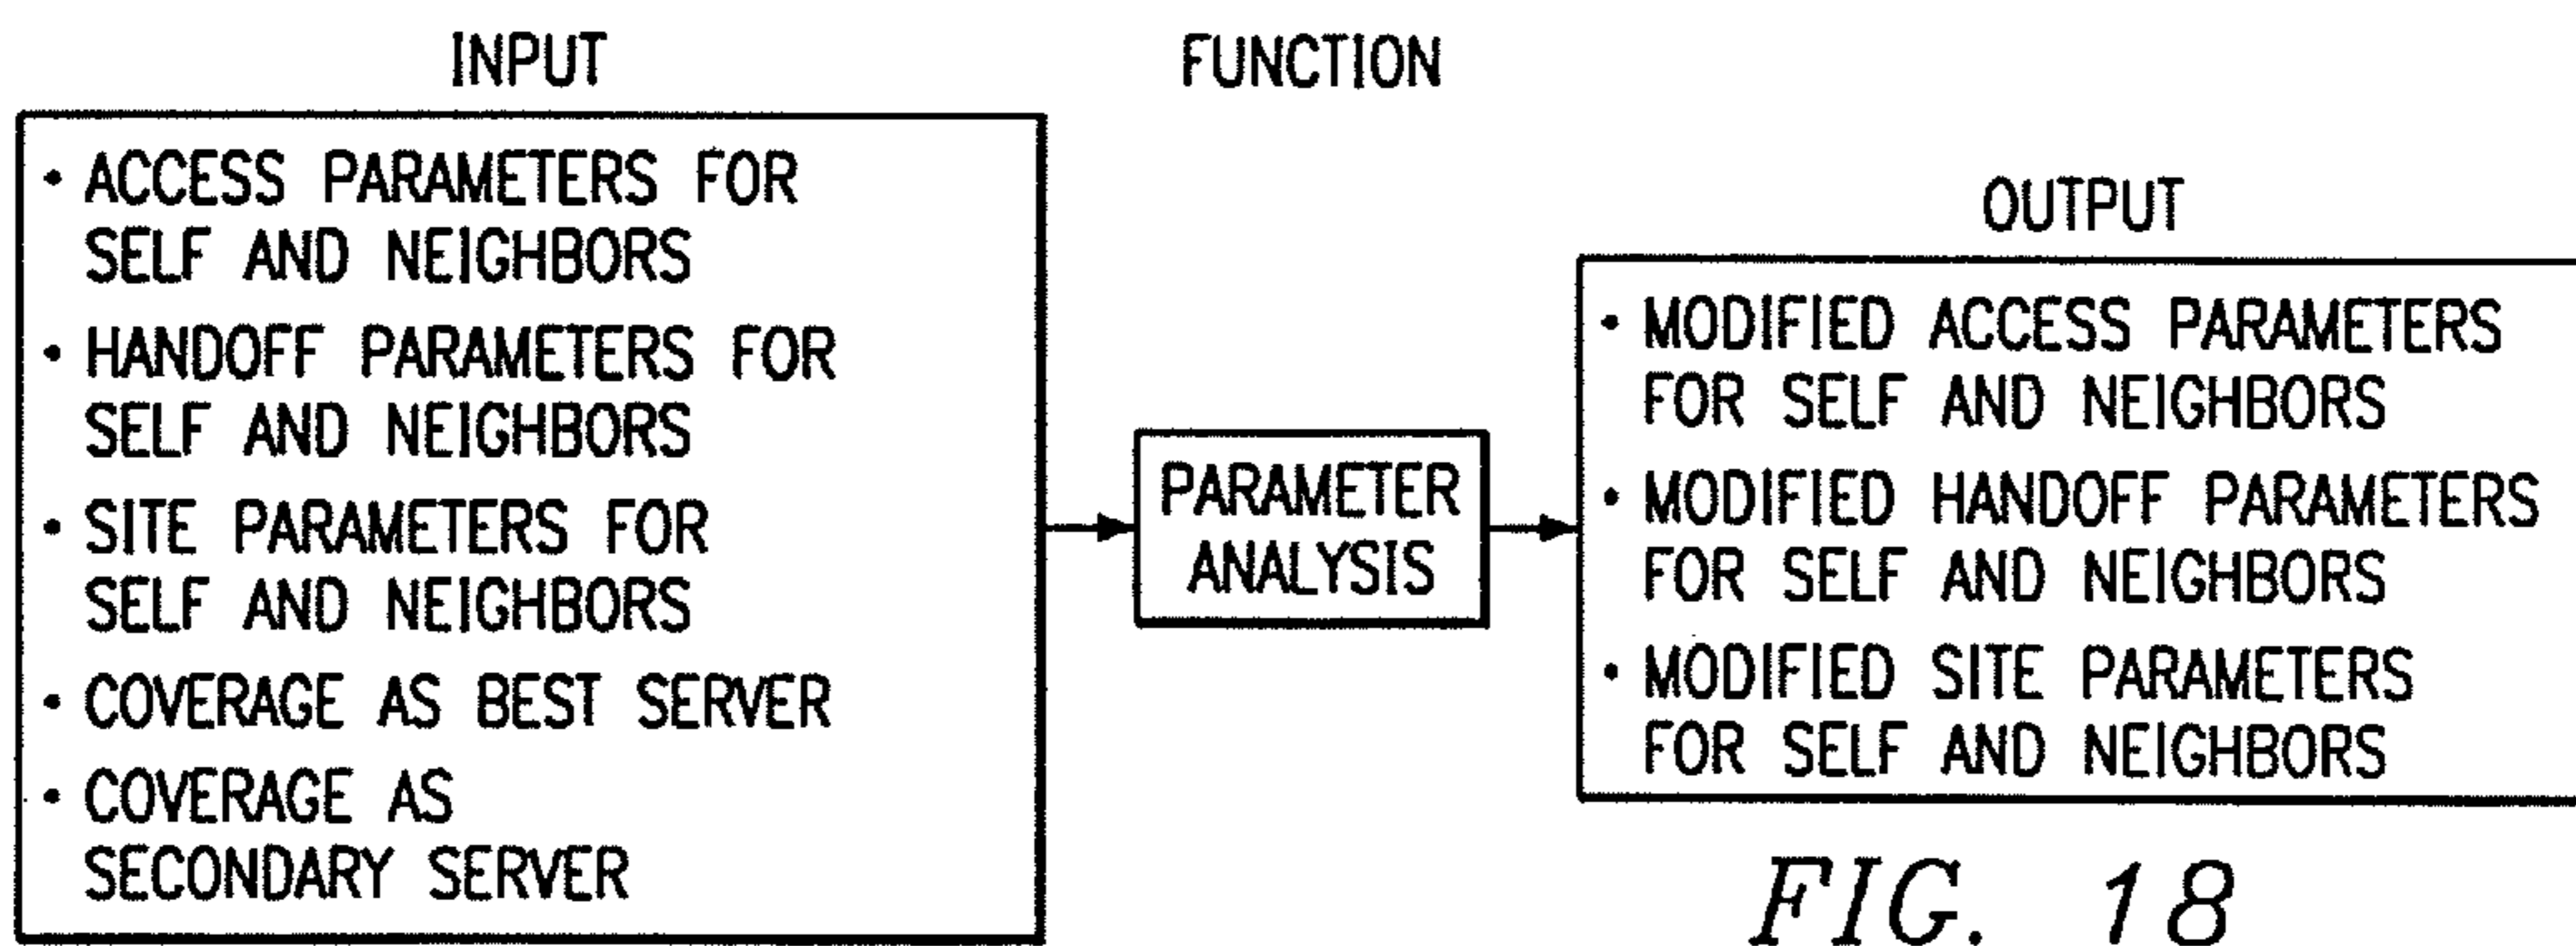 INPUT
• ACCESS PARAMETERS FOR
SELF AND NEIGHBORS
• HANDOFF PARAMETERS FOR
SELF AND NEIGHBORS
• SITE PARAMETERS FOR
SELF AND NEIGHBORS
• COVERAGE AS BEST SERVER
• COVERAGE AS
SECONDARY SERVER
FUNCTION
PARAMETER
ANALYSIS
OUTPUT
• MODIFIED ACCESS PARAMETERS
FOR SELF AND NEIGHBORS
• MODIFIED HANDOFF PARAMETERS
FOR SELF AND NEIGHBORS
• MODIFIED SITE PARAMETERS
FOR SELF AND NEIGHBORS
FIG. 18